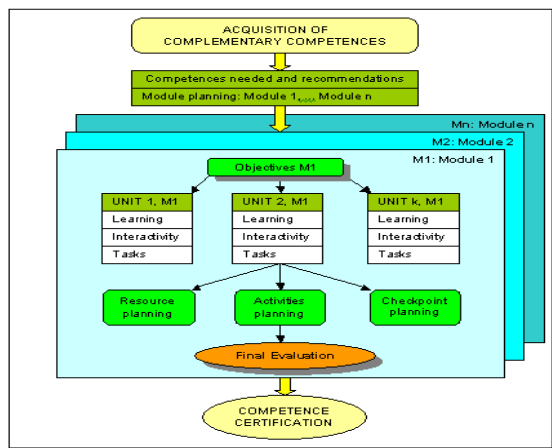 ACQUISITION OF
COMPLEMENTARY COMPETENCES
Competences needed and recommendations
Module planning: Module 1,..., Module n
Mn: Module n
M2: Module 2
M1: Module 1
Objectives M1
UNIT 1, M1
Learning
Interactivity
Tasks
UNIT 2, M1
Learning
Interactivity
Tasks
UNIT k, M1
Learning
Interactivity
Tasks
Resource
planning
Activities
planning
Checkpoint
planning
Final Evaluation
COMPETENCE
CERTIFICATION